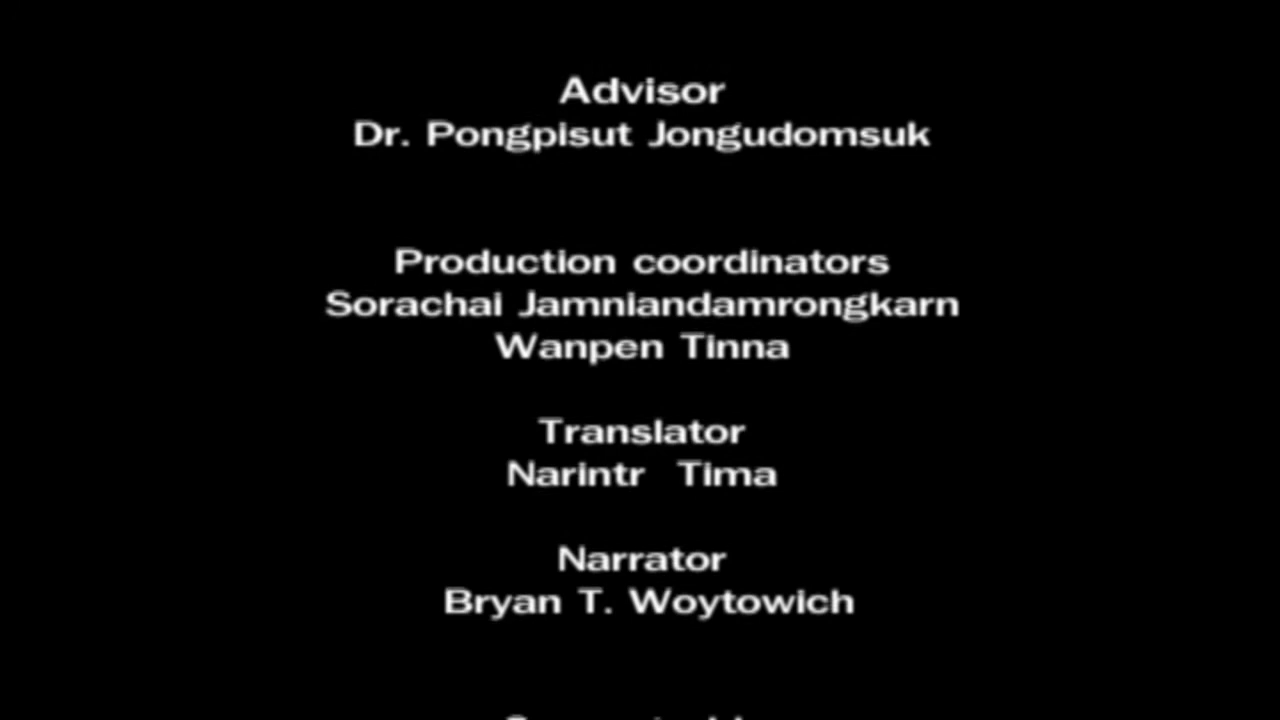 Advisor
Dr. Pongpisut Jongudomsuk
Production coordinators
Sorachai Jamniandamrongkarn
Wanpen Tinna
Translator
Narintr Tima
Narrator
Bryan T. Woytowich